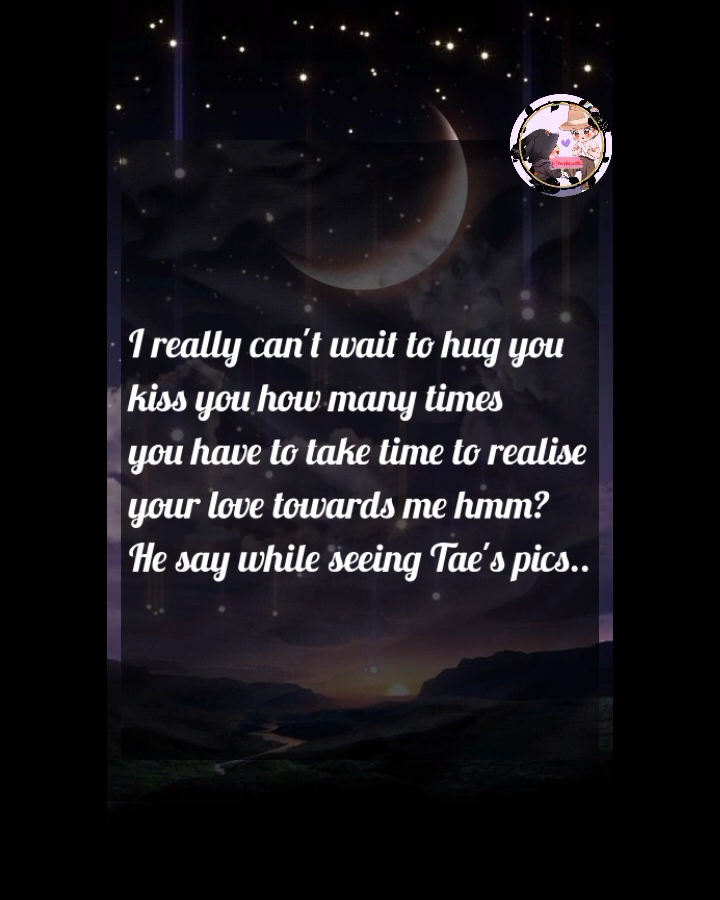 I really can't wait to hug you
kiss you how many times
you have to take time to realise
your love towards me hmm?
He say while seeing Tae's pics..